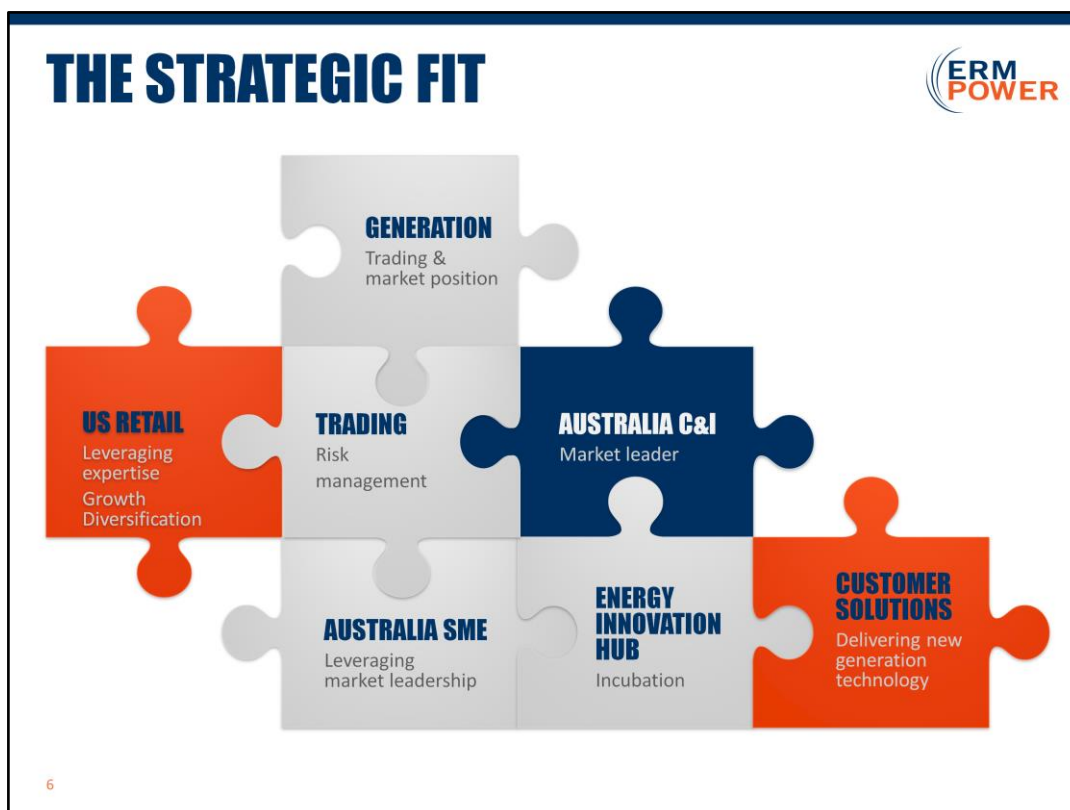 THE STRATEGIC FIT
ERM
POWER
GENERATION
Trading &
market position
US RETAIL
Leveraging
expertise
Growth
Diversification
TRADING
Risk
management
AUSTRALIA C&I
Market leader
AUSTRALIA SME
Leveraging
market leadership
ENERGY
INNOVATION
HUB
Incubation
CUSTOMER
SOLUTIONS
Delivering new
generation
technology
6